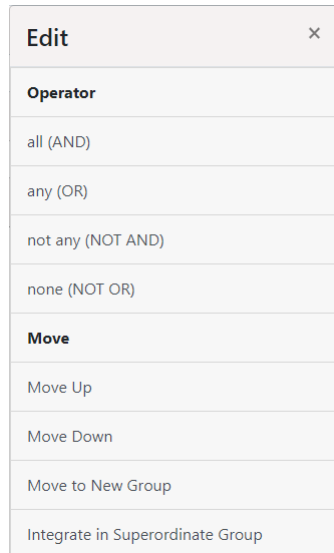 Edit ×
Operator
all (AND)
any (OR)
not any (NOT AND)
none (NOT OR)
Move
Move Up
Move Down
Move to New Group
Integrate in Superordinate Group